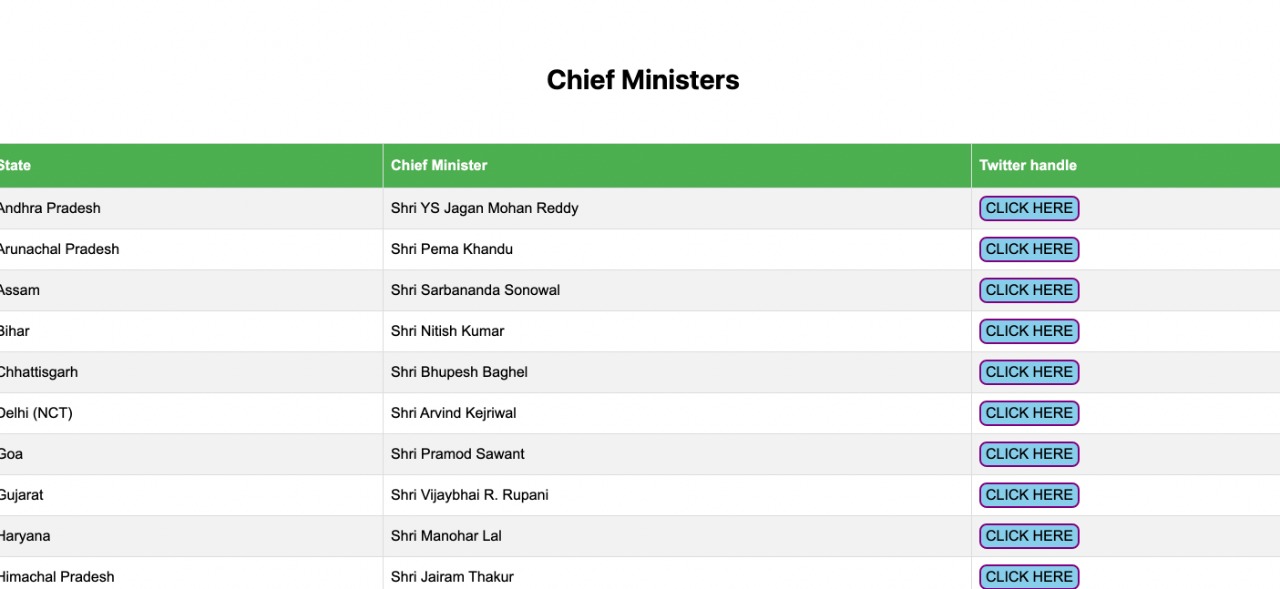 Chief Ministers
State Chief Minister Twitter handle
Andhra Pradesh Shri YS Jagan Mohan Reddy CLICK HERE
Arunachal Pradesh Shri Pema Khandu CLICK HERE
Assam Shri Sarbananda Sonowal CLICK HERE
Bihar Shri Nitish Kumar CLICK HERE
Chhattisgarh Shri Bhupesh Baghel CLICK HERE
Delhi (NCT) Shri Arvind Kejriwal CLICK HERE
Goa Shri Pramod Sawant CLICK HERE
Gujarat Shri Vijaybhai R. Rupani CLICK HERE
Haryana Shri Manohar Lal CLICK HERE
Himachal Pradesh Shri Jairam Thakur CLICK HERE